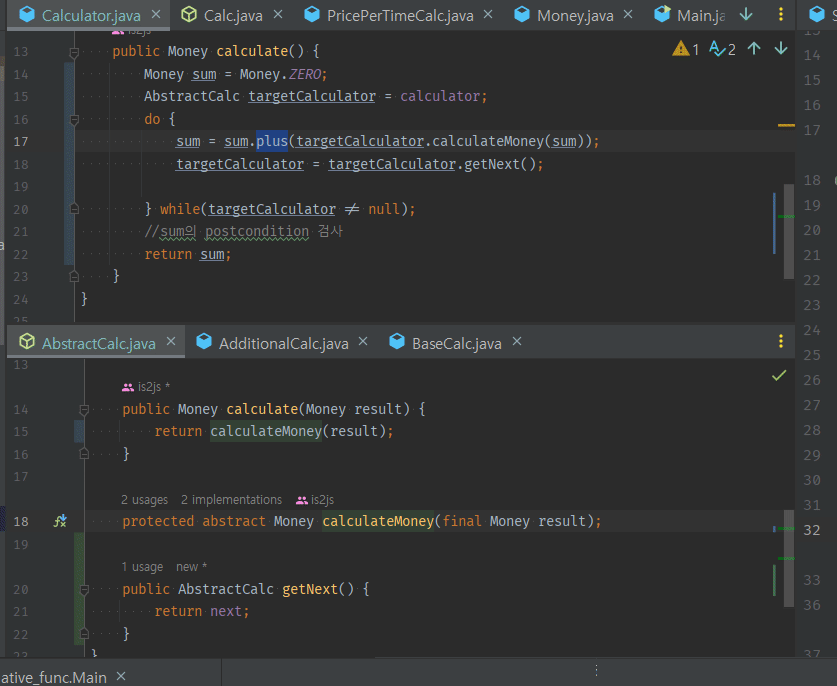 Calculator.java × Calc.java × PricePerTimeCalc.java × Money.java × Main.ja
is2js
13 public Money calculate() { 1 2
14 Money sum = Money.ZERO;
15 AbstractCalc targetCalculator = calculator;
16 do {
17 sum = sum.plus(targetCalculator.calculateMoney(sum));
18 targetCalculator = targetCalculator.getNext();
19
20 } while(targetCalculator ≠ null);
21 //sum의 postcondition 검사
22 return sum;
23 }
24 }
25
AbstractCalc.java × AdditionalCalc.java × BaseCalc.java ×
13
is2js *
14 public Money calculate(Money result) {
15 return calculateMoney(result);
16 }
17
2 usages 2 implementations is2js
18 protected abstract Money calculateMoney(final Money result);
19
1 usage new *
20 public AbstractCalc getNext() {
21 return next;
22 }
23 }
ative_func.Main ×
13
14
15
16
17
18
19
20
21
22
23
24
25
26
27
28
29
30
31
32
33
36
37